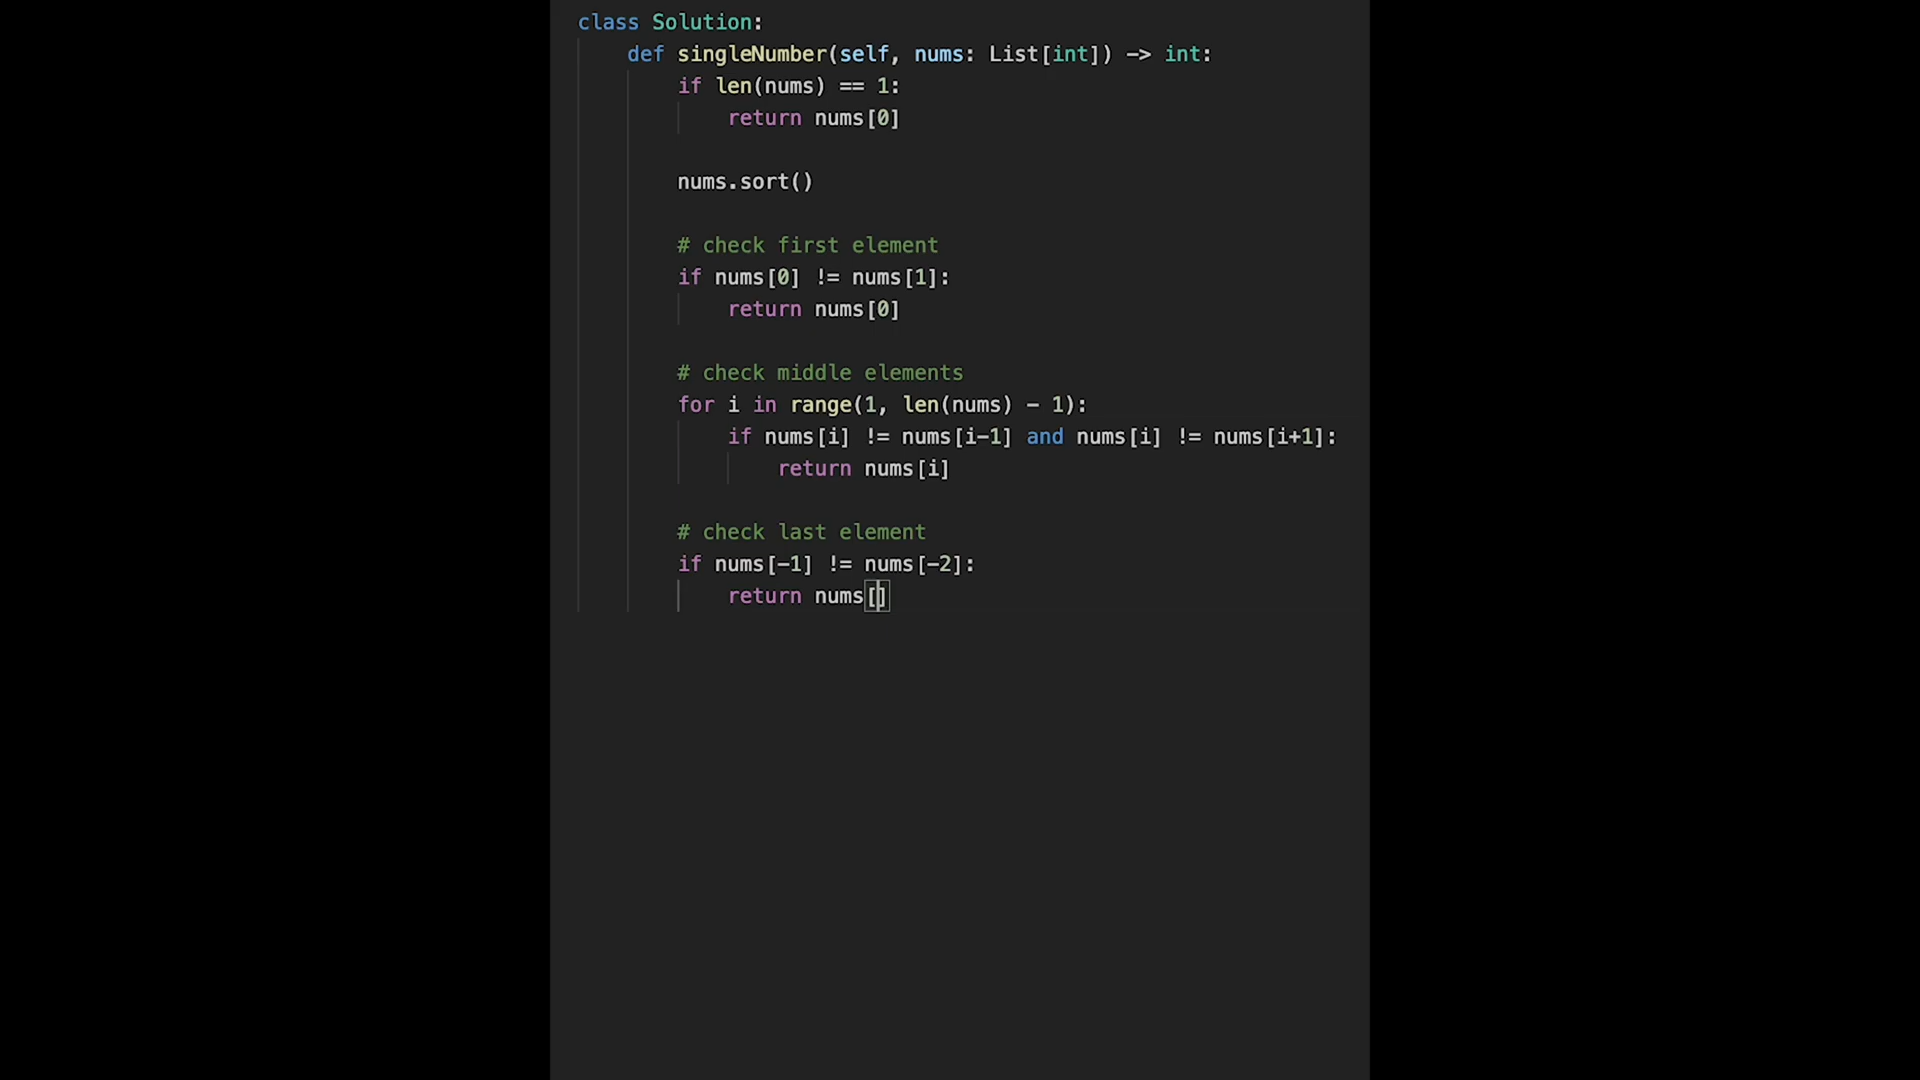 class Solution:
    def singleNumber(self, nums: List[int]) -> int:
        if len(nums) == 1:
            return nums[0]
        nums.sort()
        # check first element
        if nums[0] != nums[1]:
            return nums[0]
        # check middle elements
        for i in range(1, len(nums) - 1):
            if nums[i] != nums[i-1] and nums[i] != nums[i+1]:
                return nums[i]
        # check last element
        if nums[-1] != nums[-2]:
            return nums[]